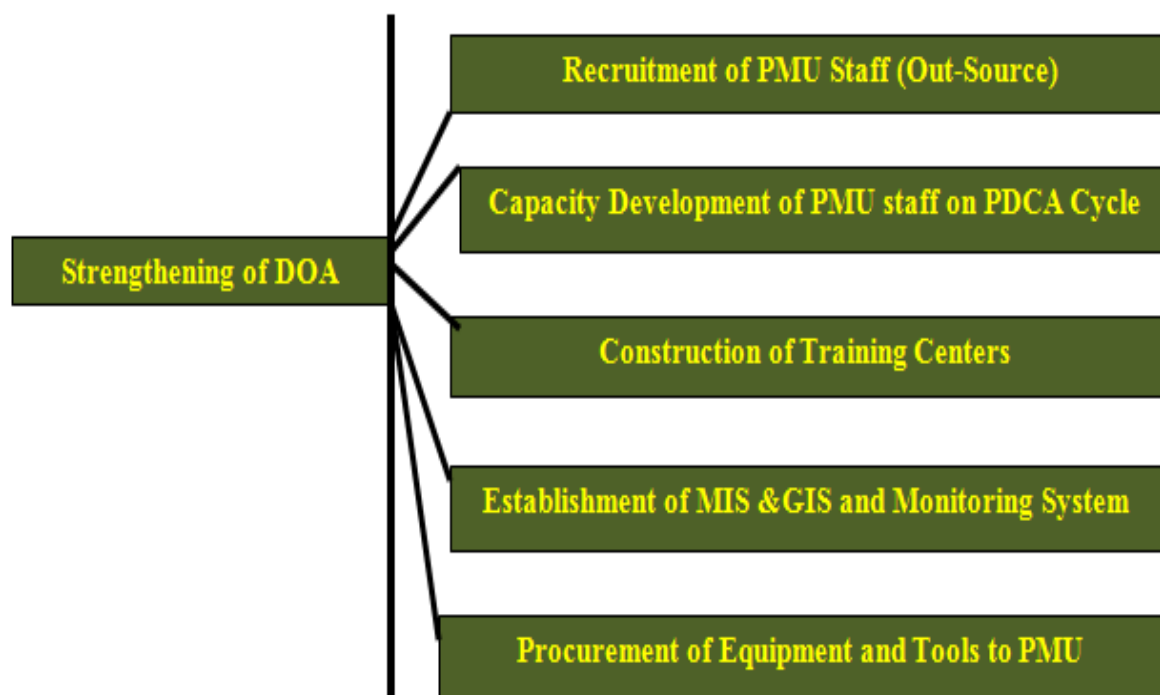 Recruitment of PMU Staff (Out-Source)
Capacity Development of PMU staff on PDCA Cycle
Strengthening of DOA
Construction of Training Centers
Establishment of MIS &GIS and Monitoring System
Procurement of Equipment and Tools to PMU